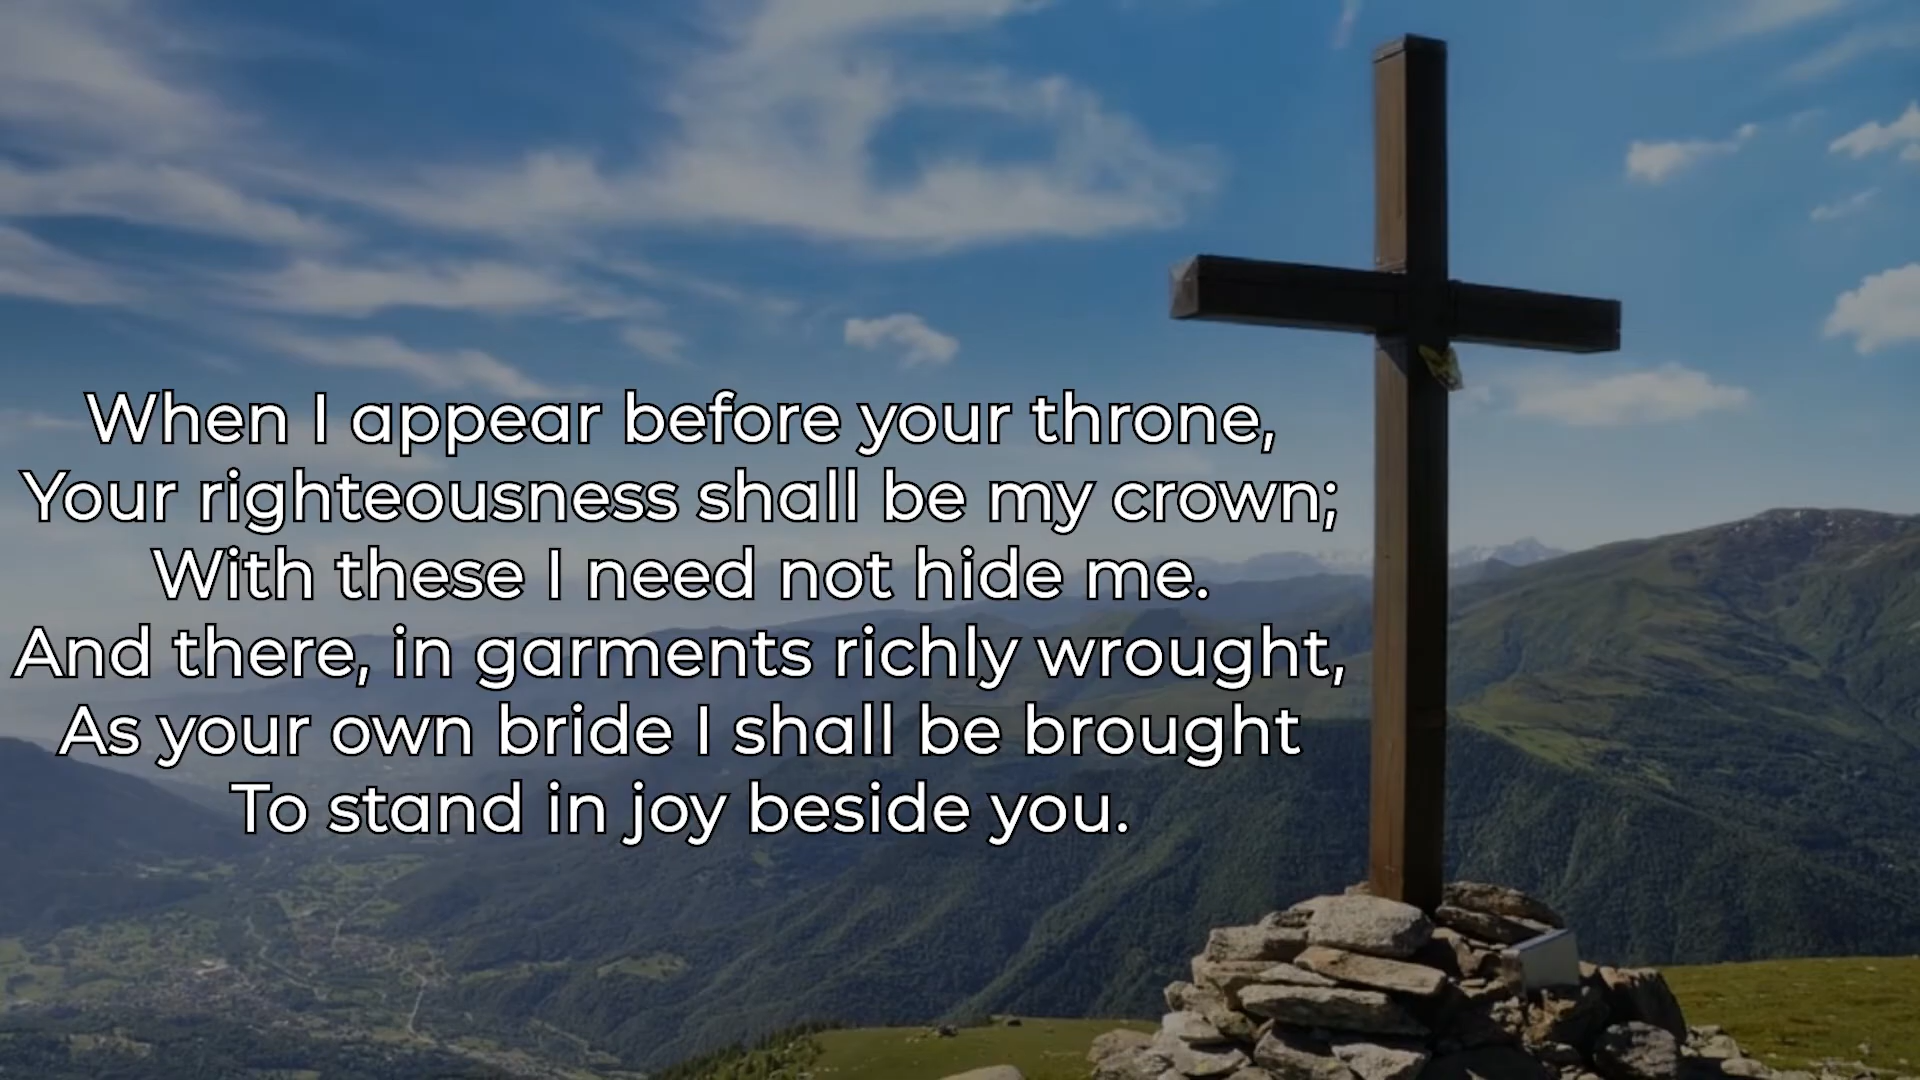 When I appear before your throne,
Your righteousness shall be my crown;
With these I need not hide me.
And there, in garments richly wrought,
As your own bride I shall be brought
To stand in joy beside you.